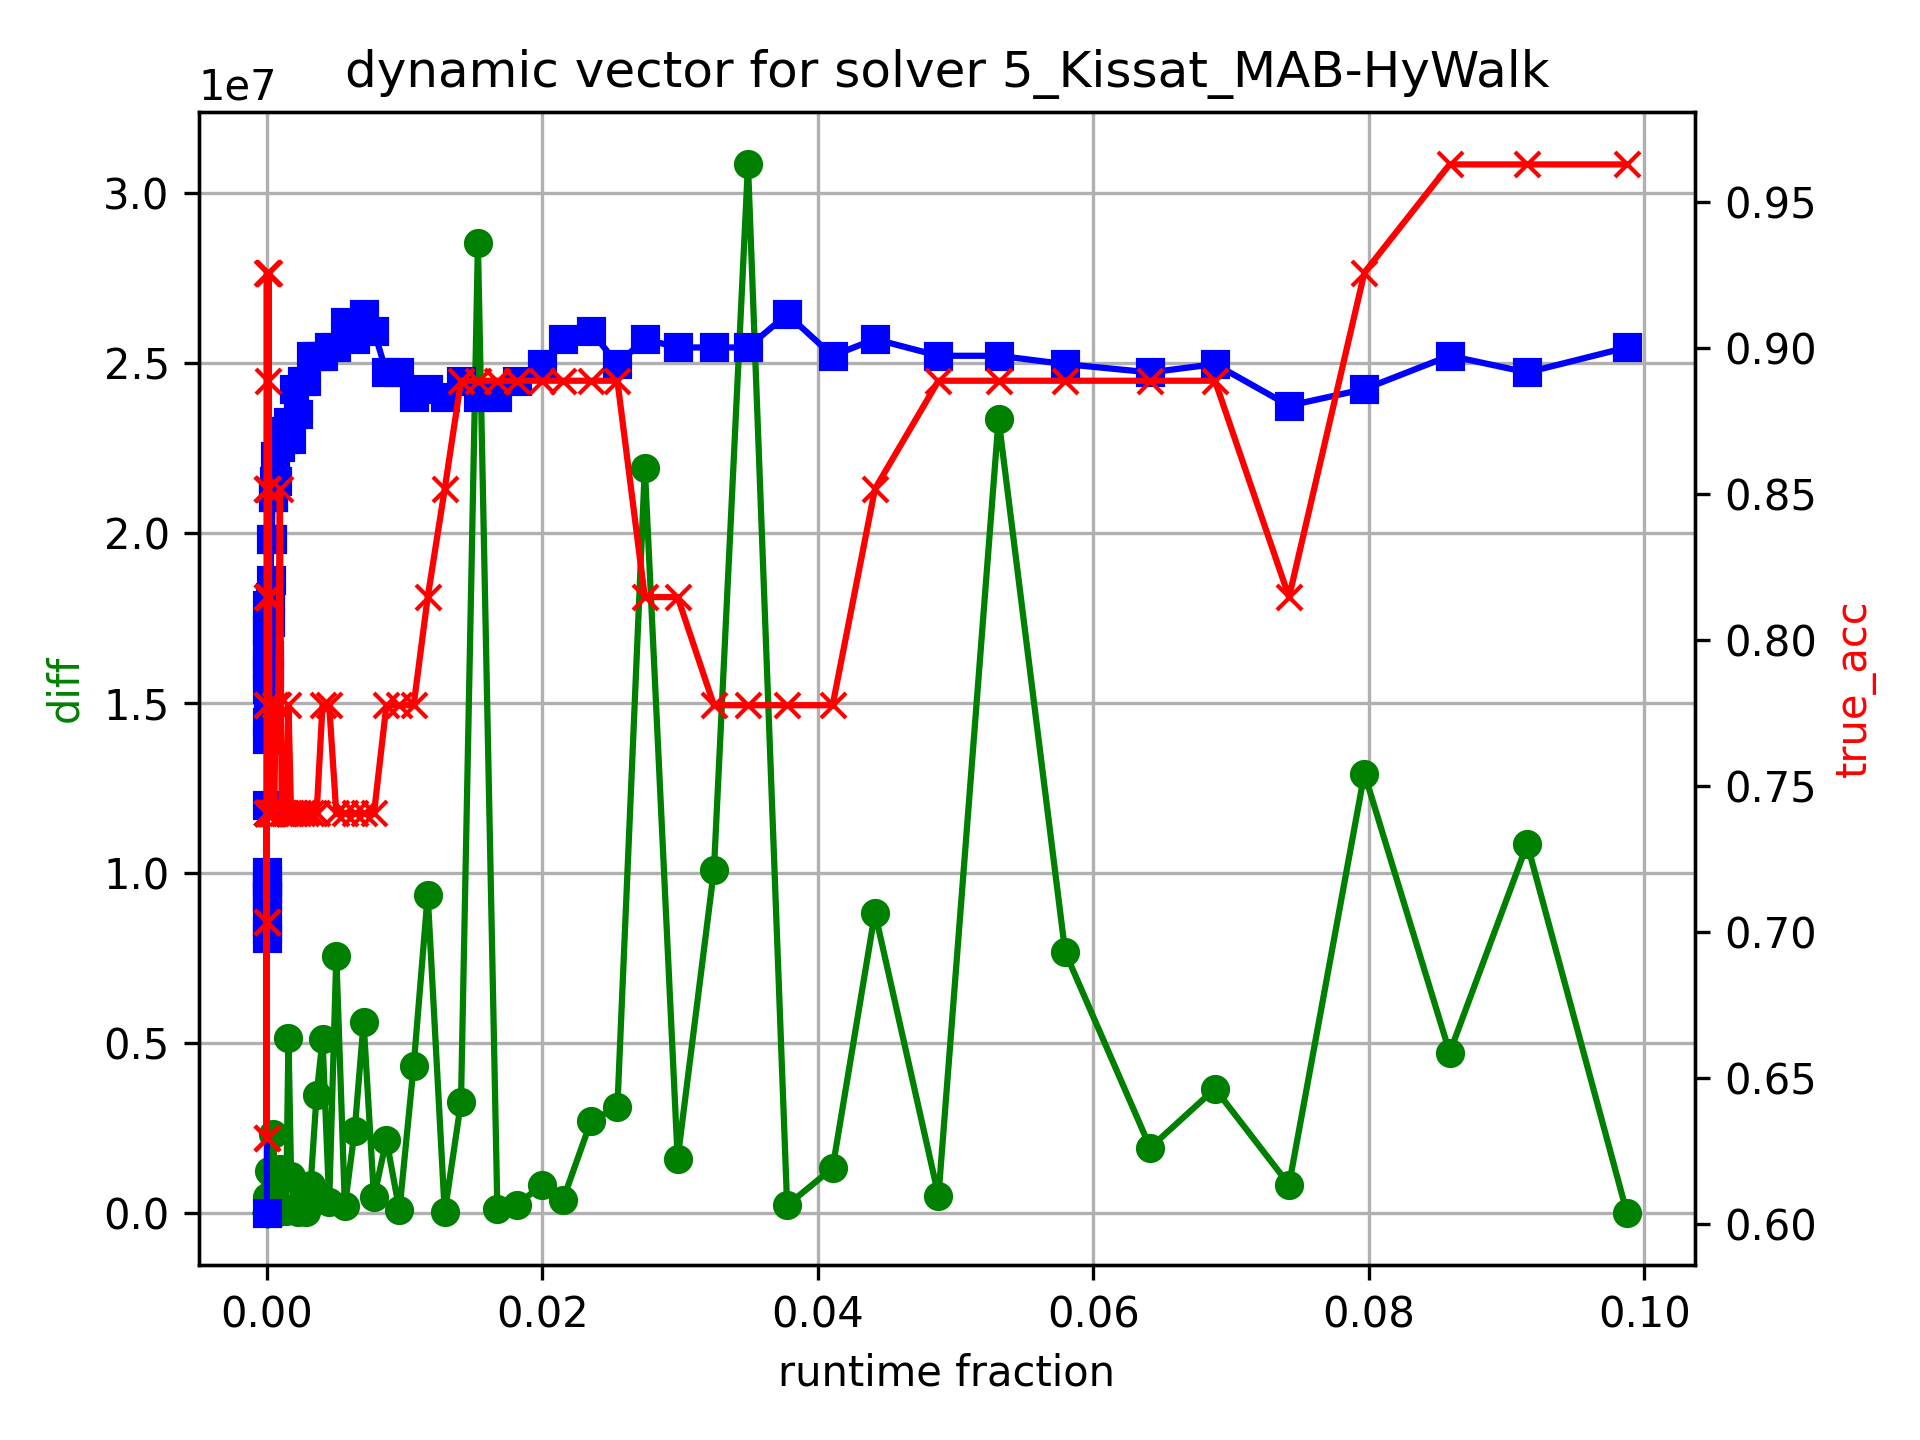 dynamic vector for solver 5_Kissat_MAB-HyWalk
1e7
3.0
2.5
2.0
1.5
1.0
0.5
0.0
diff
0.95
0.90
0.85
0.80
0.75
0.70
0.65
0.60
true_acc
0.00 0.02 0.04 0.06 0.08 0.10
runtime fraction